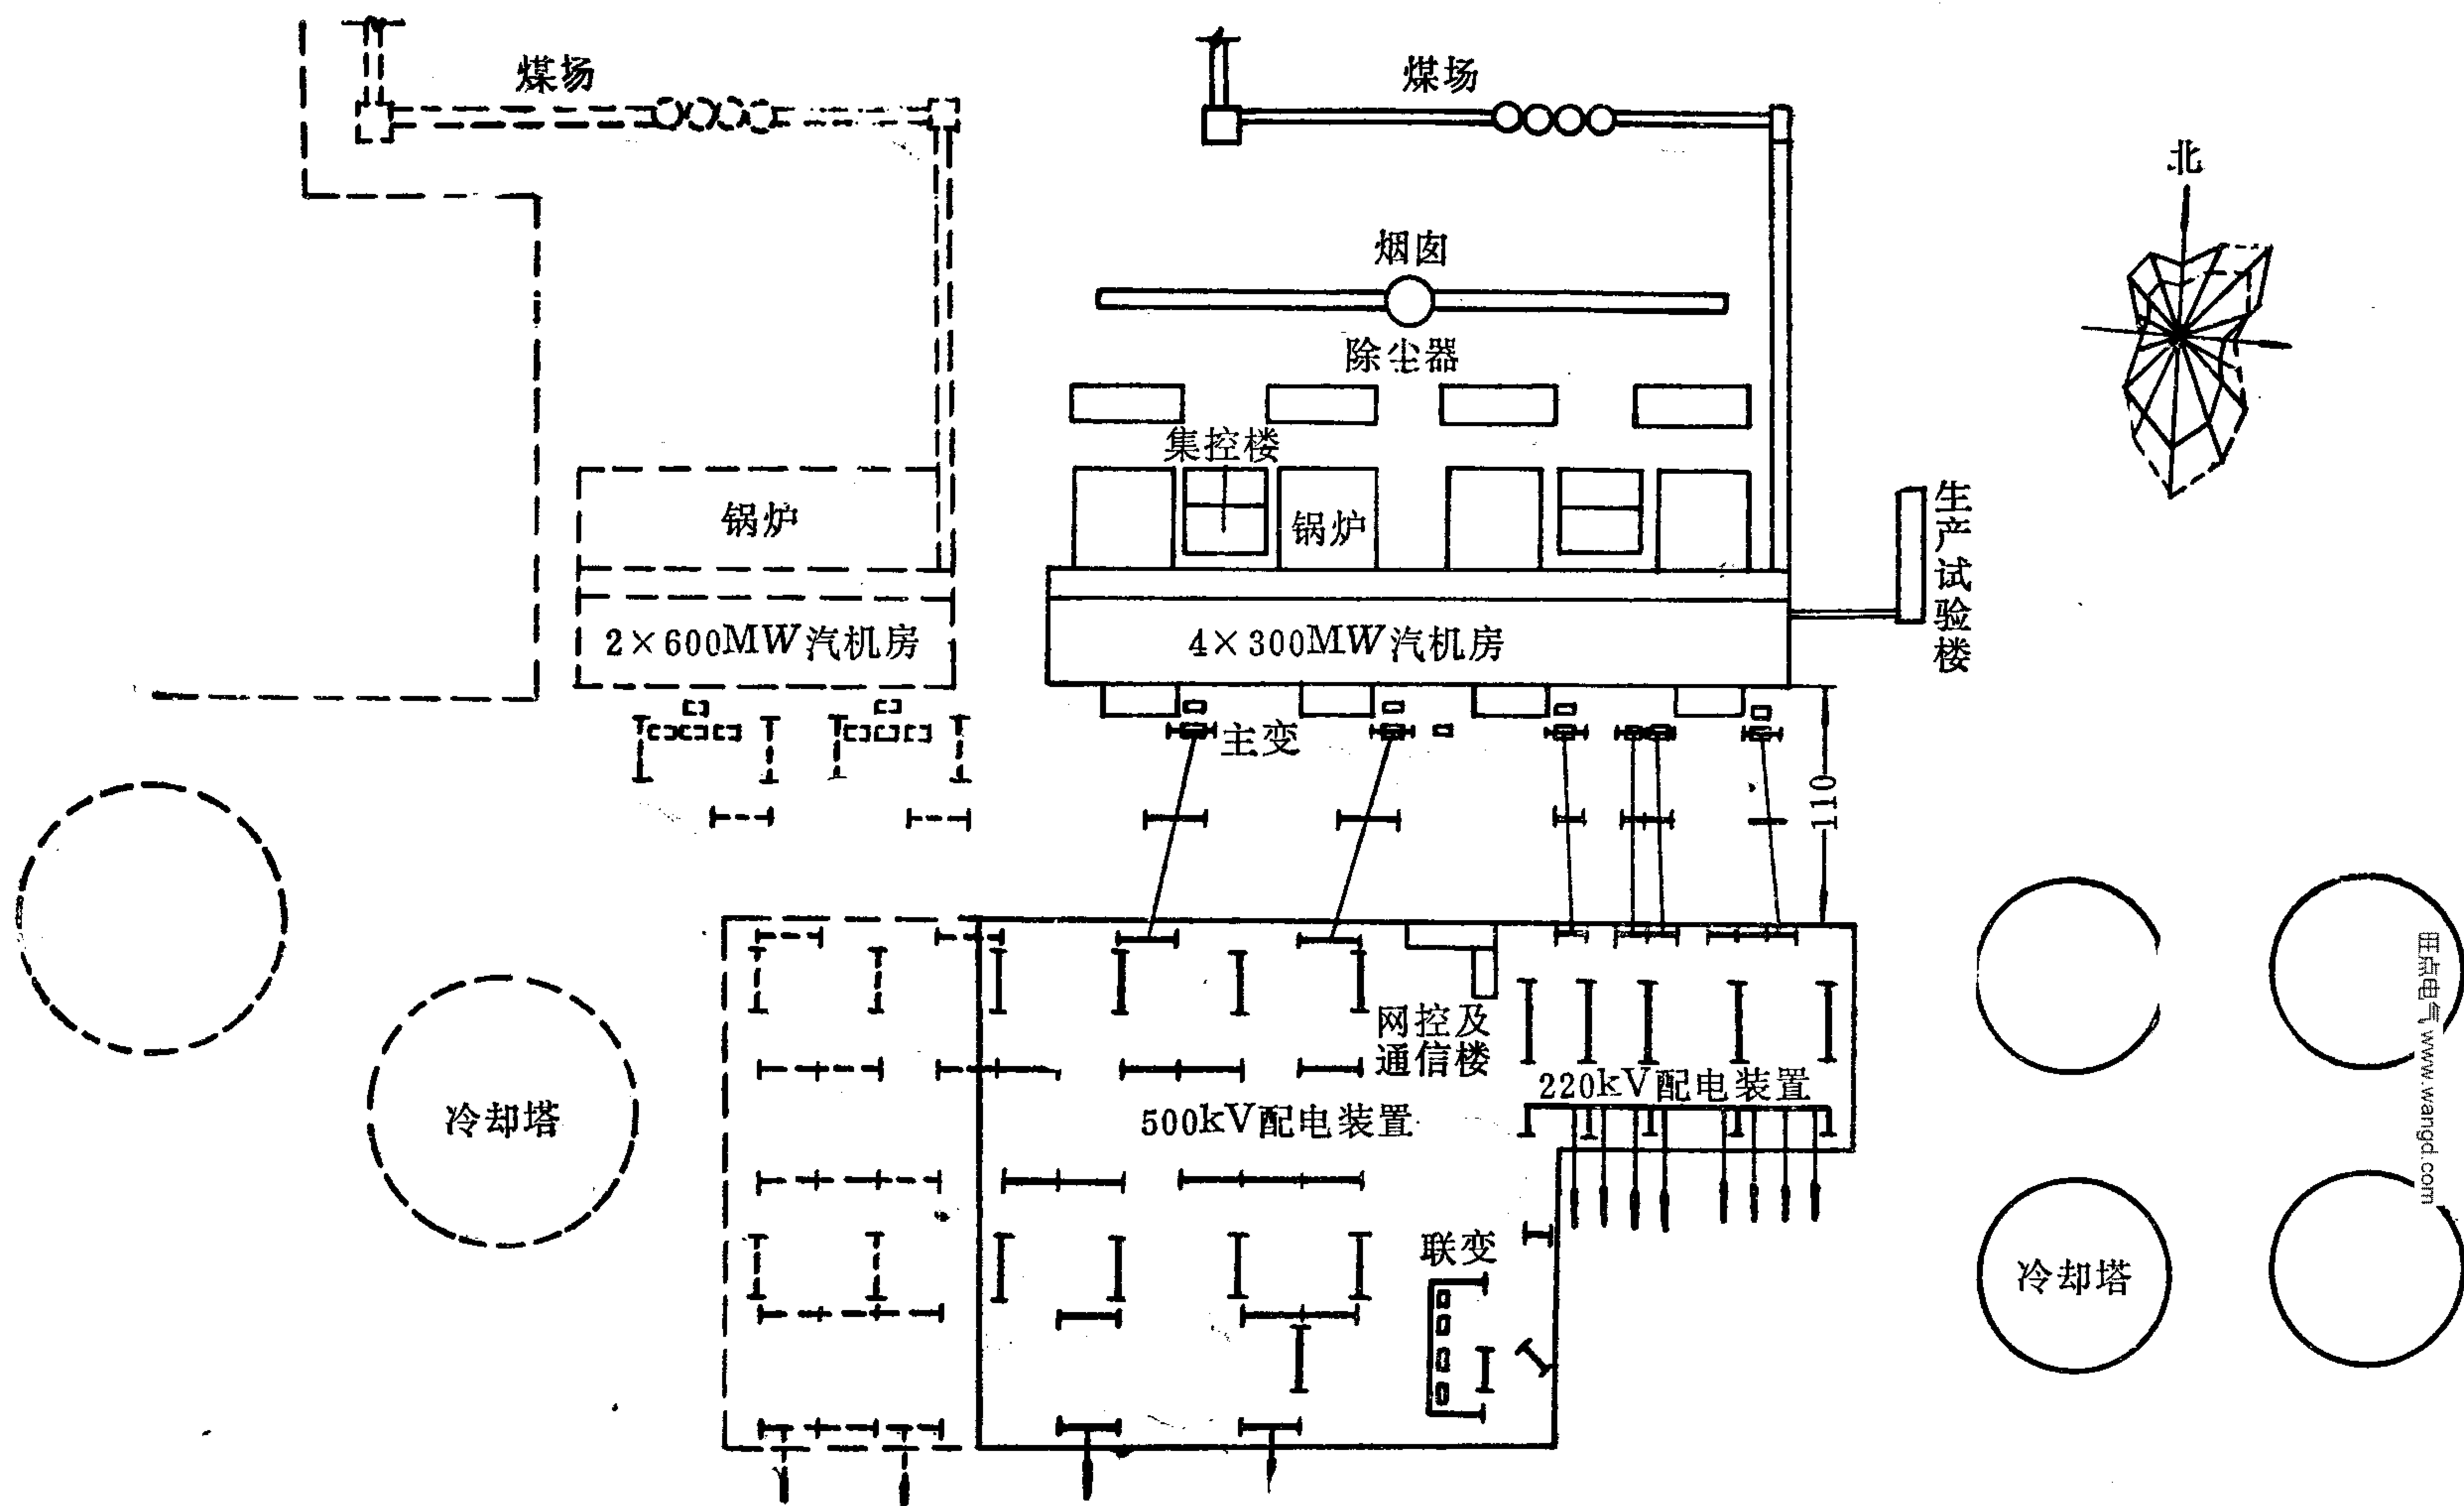 煤场
煤场
北
烟囱
除尘器
集控楼
锅炉
锅炉
生产试验楼
2×600MW汽机房
4×300MW汽机房
主变
110
网控及
通信楼
220kV配电装置
500kV配电装置
冷却塔
联变
冷却塔
旺点电气 www.wangd.com